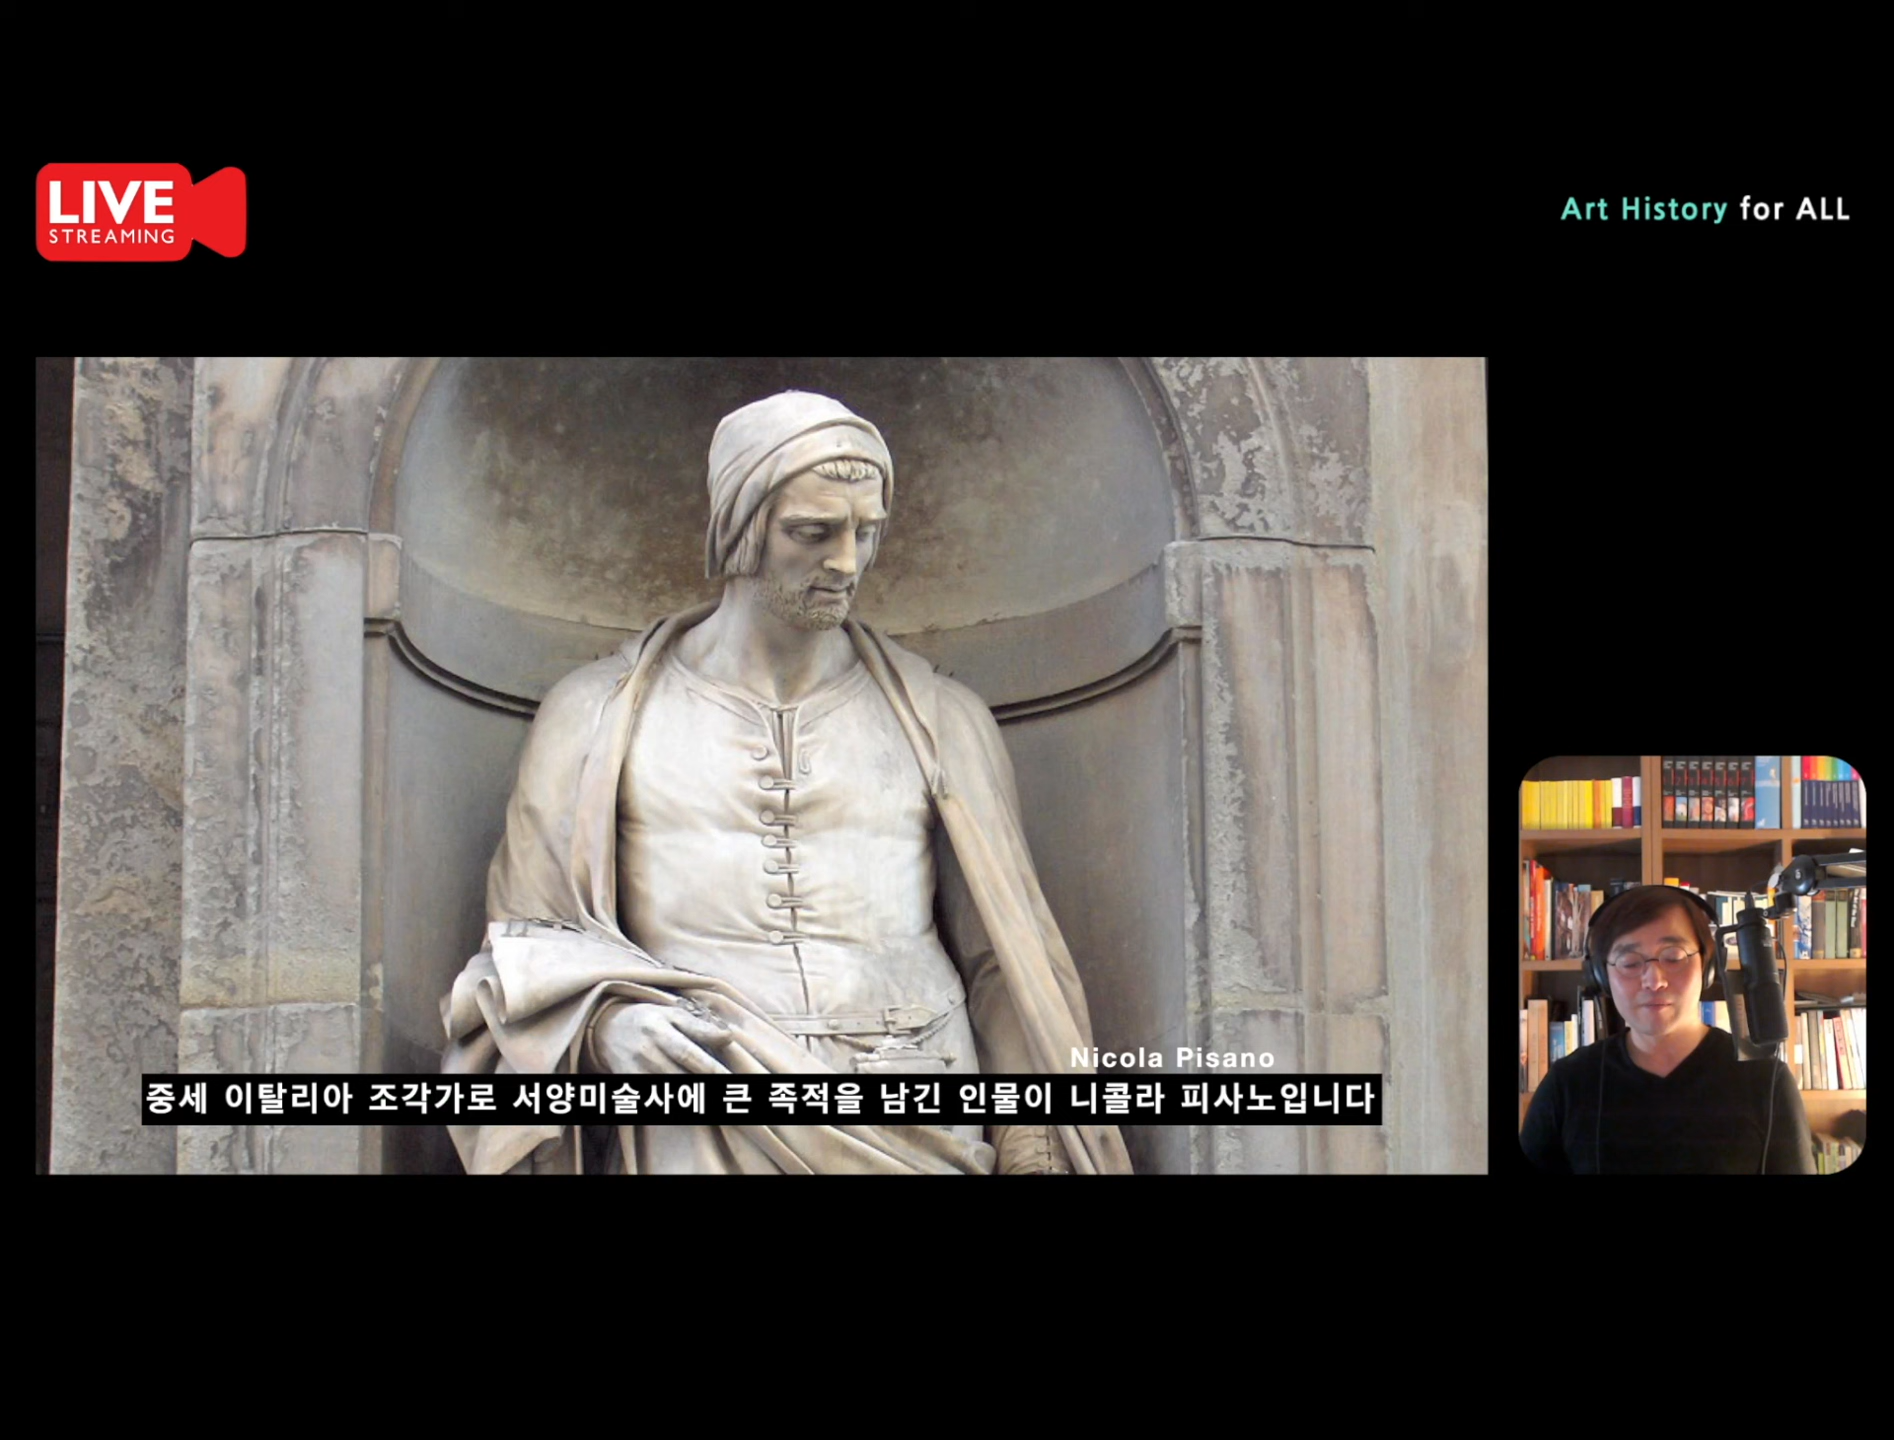 LIVE
STREAMING
Art History for ALL
Nicola Pisano
중세 이탈리아 조각가로 서양미술사에 큰 족적을 남긴 인물이 니콜라 피사노입니다